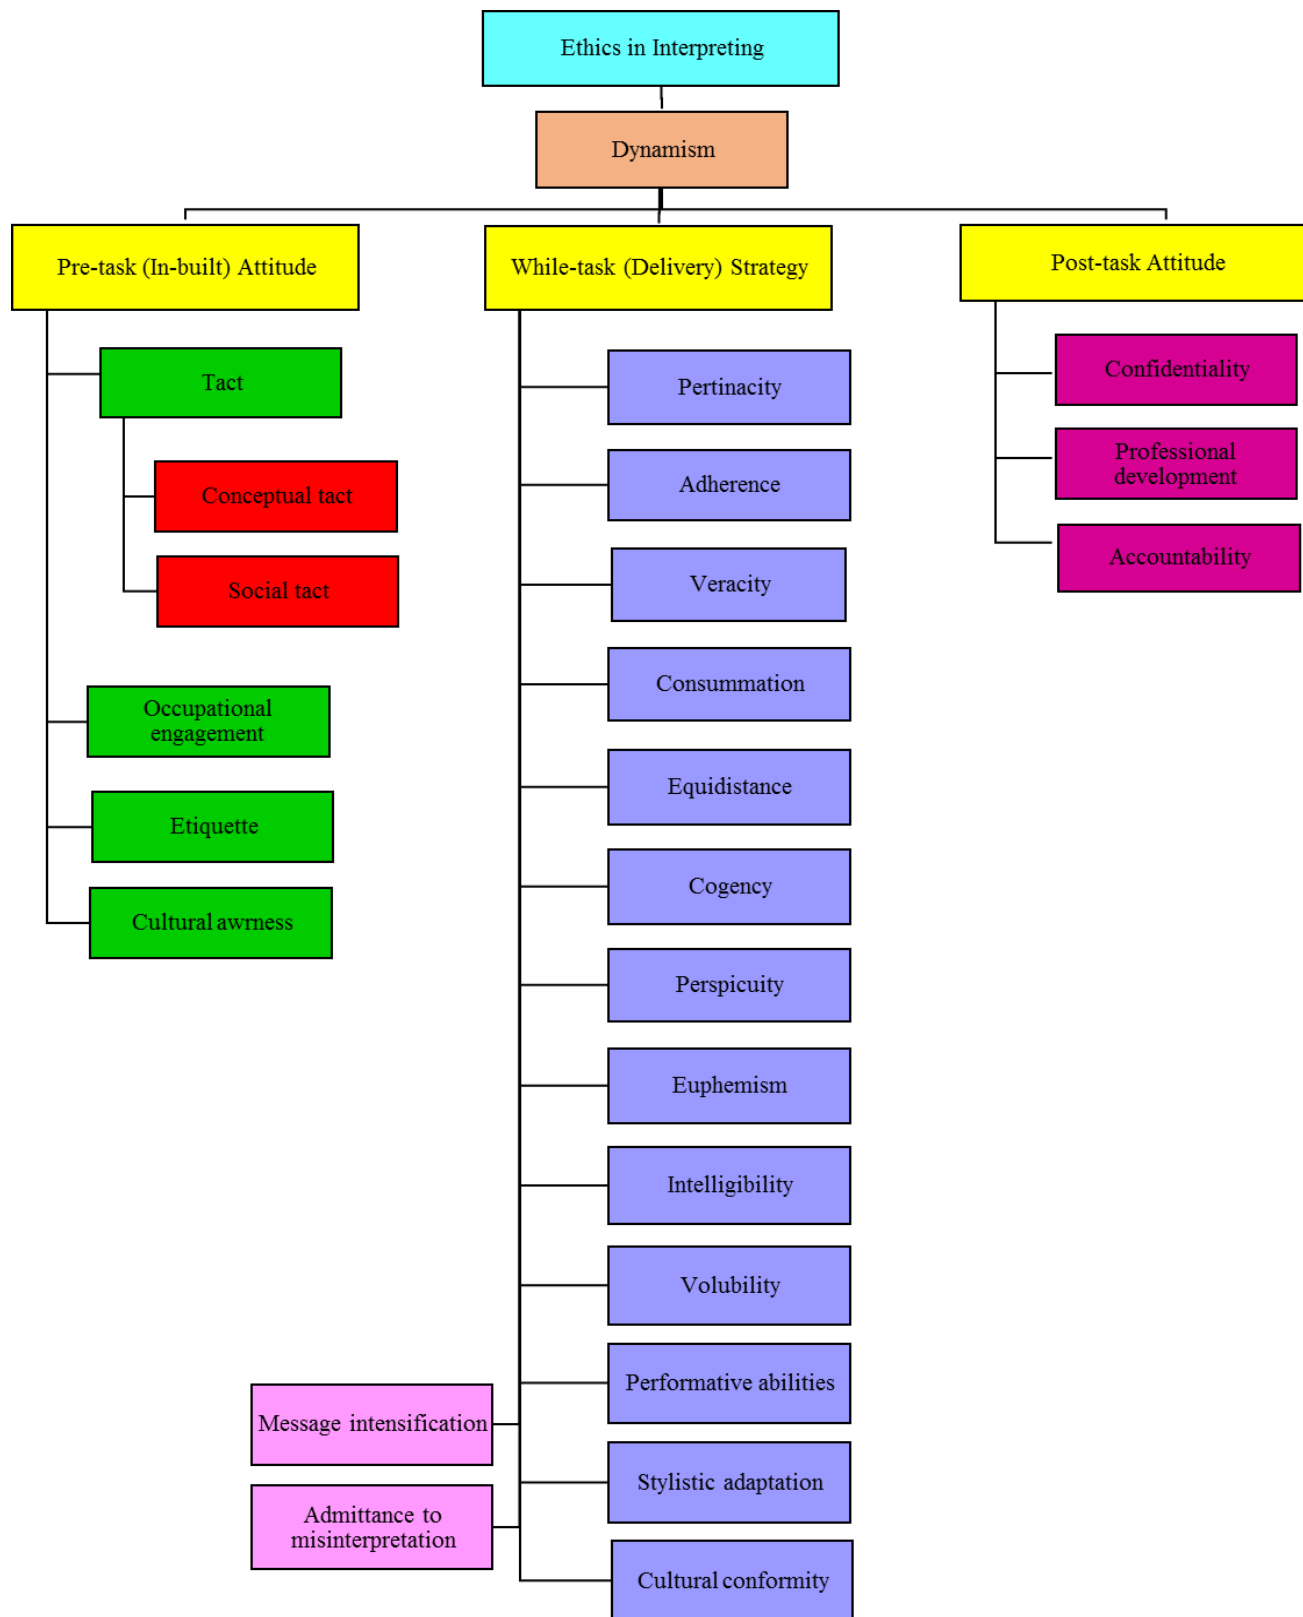 Ethics in Interpreting
Dynamism
Pre-task (In-built) Attitude
Tact
Conceptual tact
Social tact
Occupational
engagement
Etiquette
Cultural awrness
While-task (Delivery) Strategy
Pertinacity
Adherence
Veracity
Consummation
Equidistance
Cogency
Perspicuity
Euphemism
Intelligibility
Volubility
Performative abilities
Message intensification
Stylistic adaptation
Admittance to
misinterpretation
Cultural conformity
Post-task Attitude
Confidentiality
Professional
development
Accountability